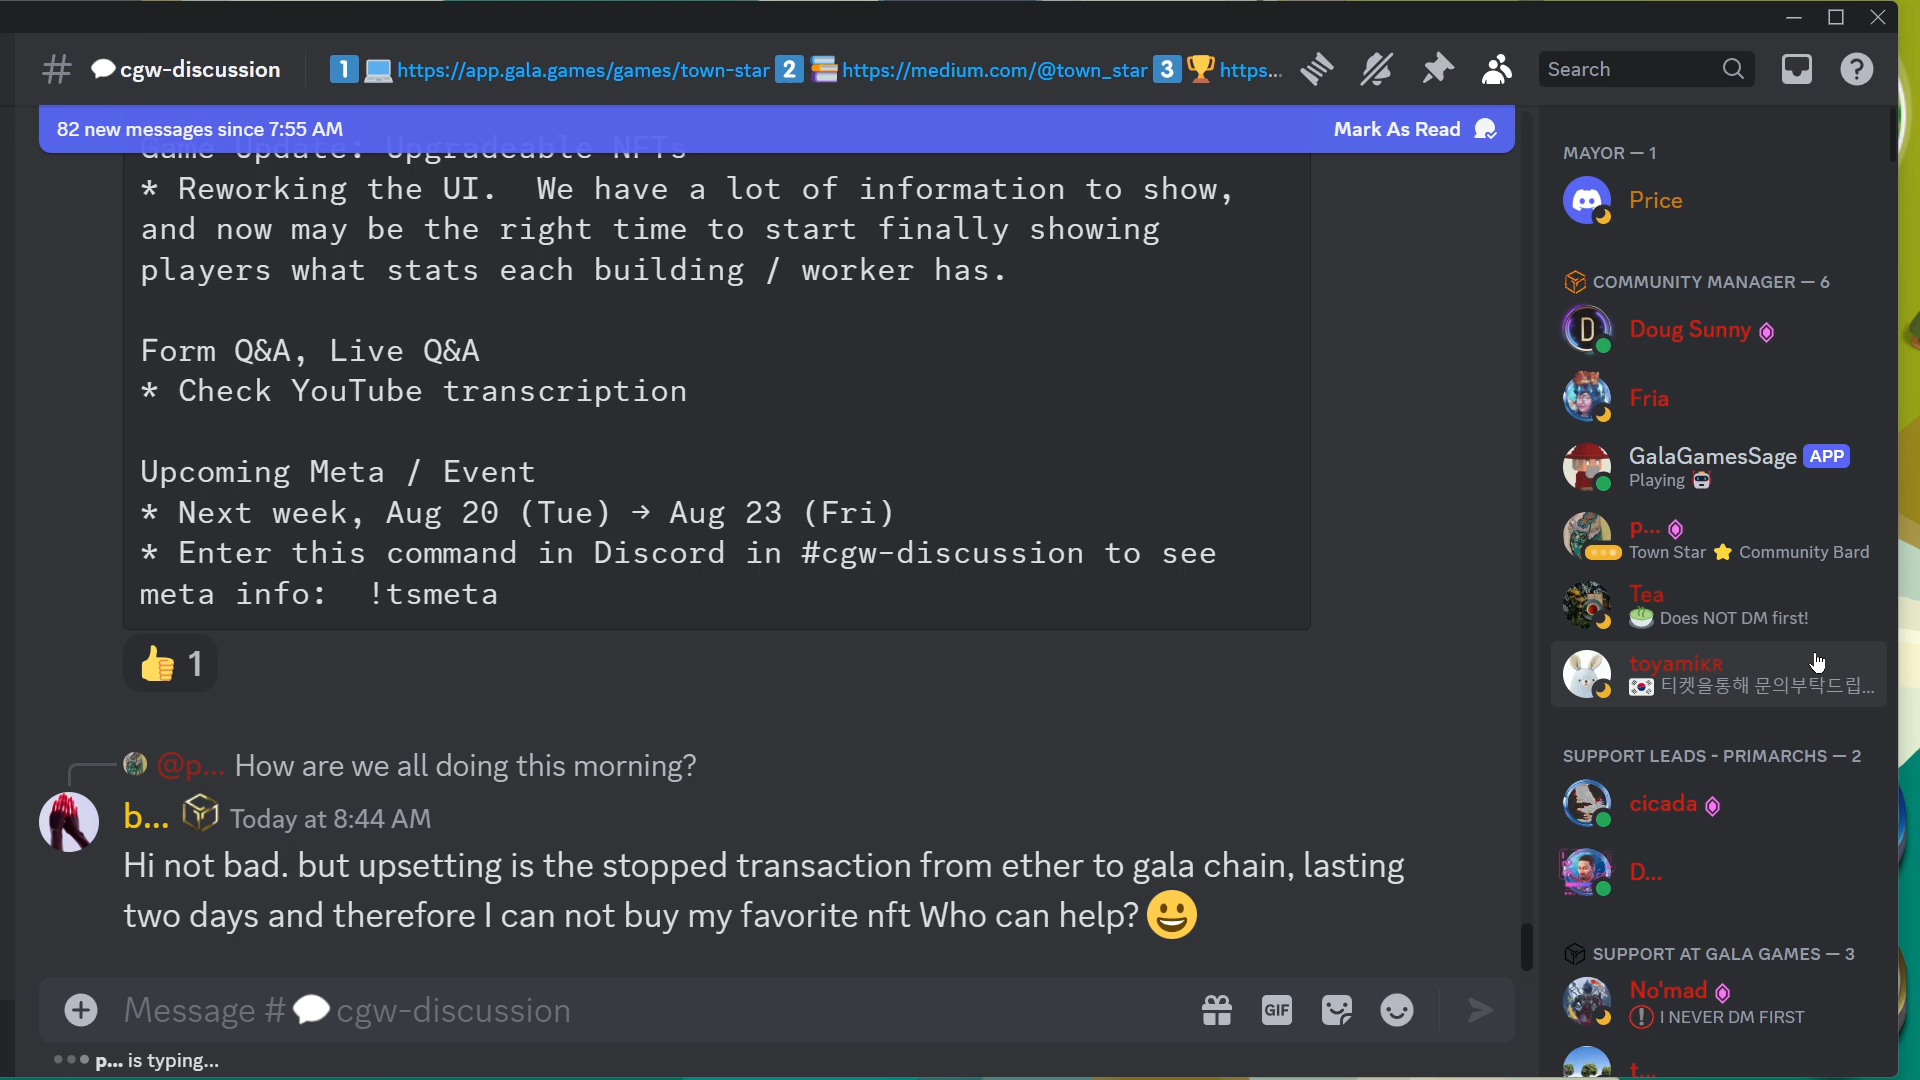 cgw-discussion
1 https://app.gala.games/games/town-star 2 https://medium.com/@town_star 3 https...
Search
82 new messages since 7:55 AM
Mark As Read
Game Update: Upgradeable NFTs
* Reworking the UI. We have a lot of information to show,
and now may be the right time to start finally showing
players what stats each building / worker has.
Form Q&A, Live Q&A
* Check YouTube transcription
Upcoming Meta / Event
* Next week, Aug 20 (Tue) → Aug 23 (Fri)
* Enter this command in Discord in #cgw-discussion to see
meta info: !tsmeta
👍 1
@p... How are we all doing this morning?
b... Today at 8:44 AM
Hi not bad. but upsetting is the stopped transaction from ether to gala chain, lasting
two days and therefore I can not buy my favorite nft Who can help? 😀
Message #💬cgw-discussion
GIF
p... is typing...
MAYOR — 1
Price
COMMUNITY MANAGER — 6
D
Doug Sunny
Fria
GalaGamesSage APP
Playing 🤖
p...
Town Star ⭐ Community Bard
Tea
🍵 Does NOT DM first!
toyamiKR
🇰🇷 티켓을통해 문의부탁드립...
SUPPORT LEADS - PRIMARCHS — 2
cicada
D...
SUPPORT AT GALA GAMES — 3
No'mad
I NEVER DM FIRST
t...